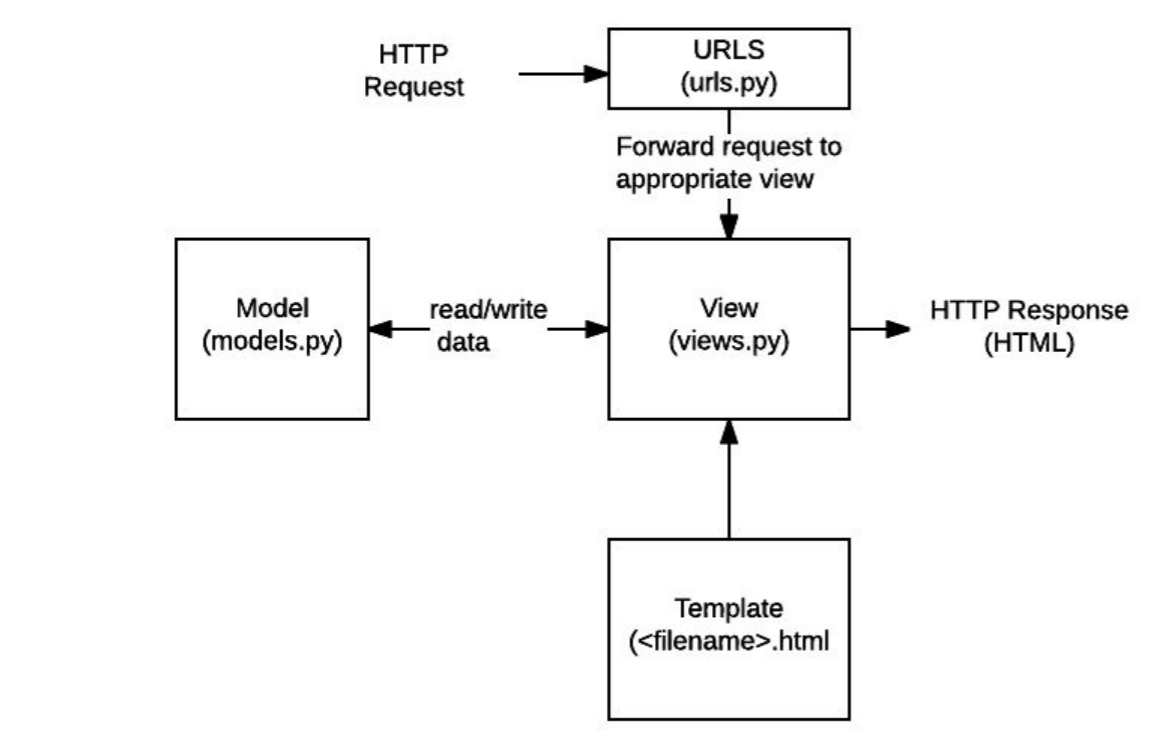 HTTP
Request
URLS
(urls.py)
Forward request to
appropriate view
Model
(models.py)
read/write
data
View
(views.py)
HTTP Response
(HTML)
Template
(<filename>.html